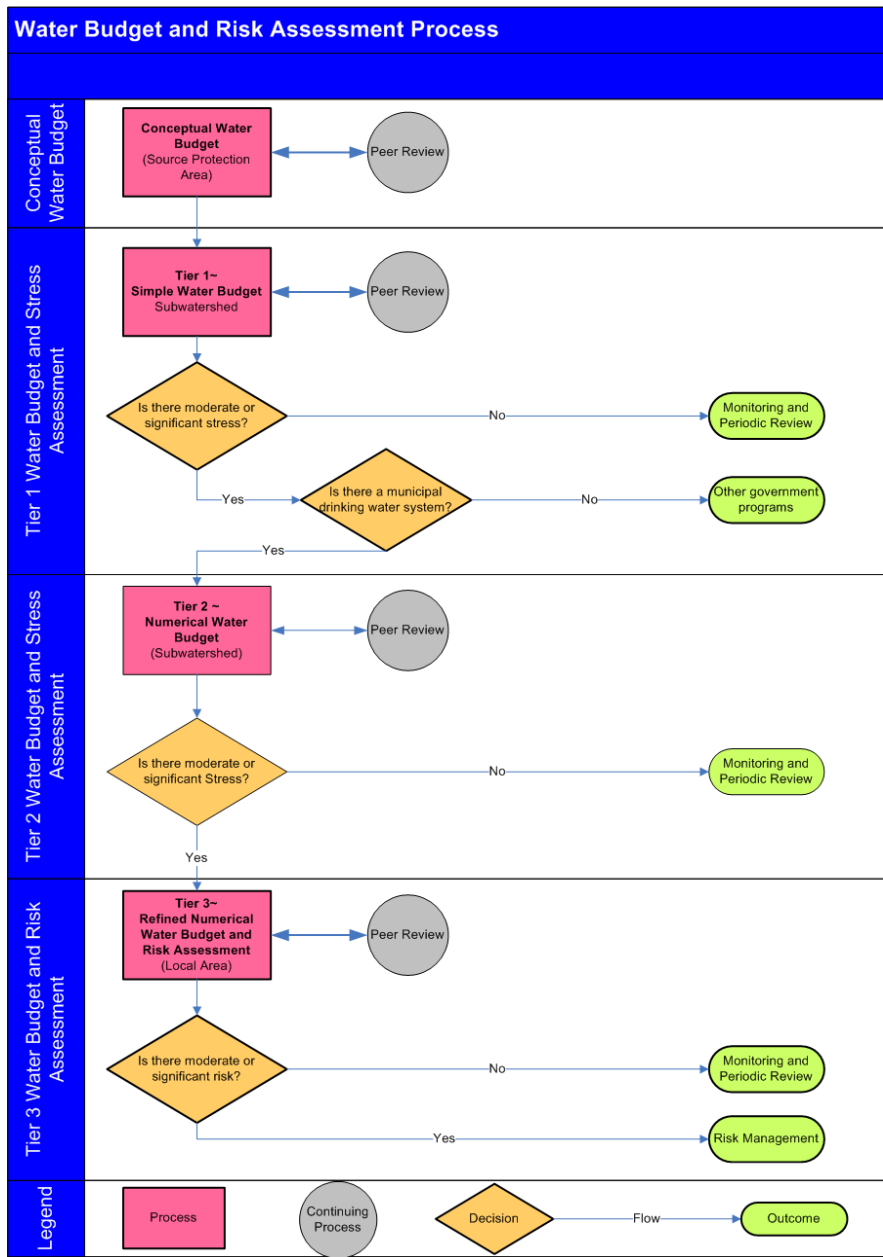 Water Budget and Risk Assessment Process
Conceptual
Water Budget
Conceptual Water
Budget
(Source Protection
Area)
Peer Review
Tier 1 Water Budget and Stress
Assessment
Tier 1~
Simple Water Budget
Subwatershed
Peer Review
Is there moderate or
significant stress?
No
Monitoring and
Periodic Review
Yes
Is there a municipal
drinking water system?
No
Other government
programs
Yes
Tier 2 Water Budget and Stress
Assessment
Tier 2 ~
Numerical Water
Budget
(Subwatershed)
Peer Review
Is there moderate or
significant Stress?
No
Monitoring and
Periodic Review
Yes
Tier 3 Water Budget and Risk
Assessment
Tier 3~
Refined Numerical
Water Budget and
Risk Assessment
(Local Area)
Peer Review
Is there moderate or
significant risk?
No
Monitoring and
Periodic Review
Yes
Risk Management
Legend
Process
Continuing
Process
Decision
Flow
Outcome